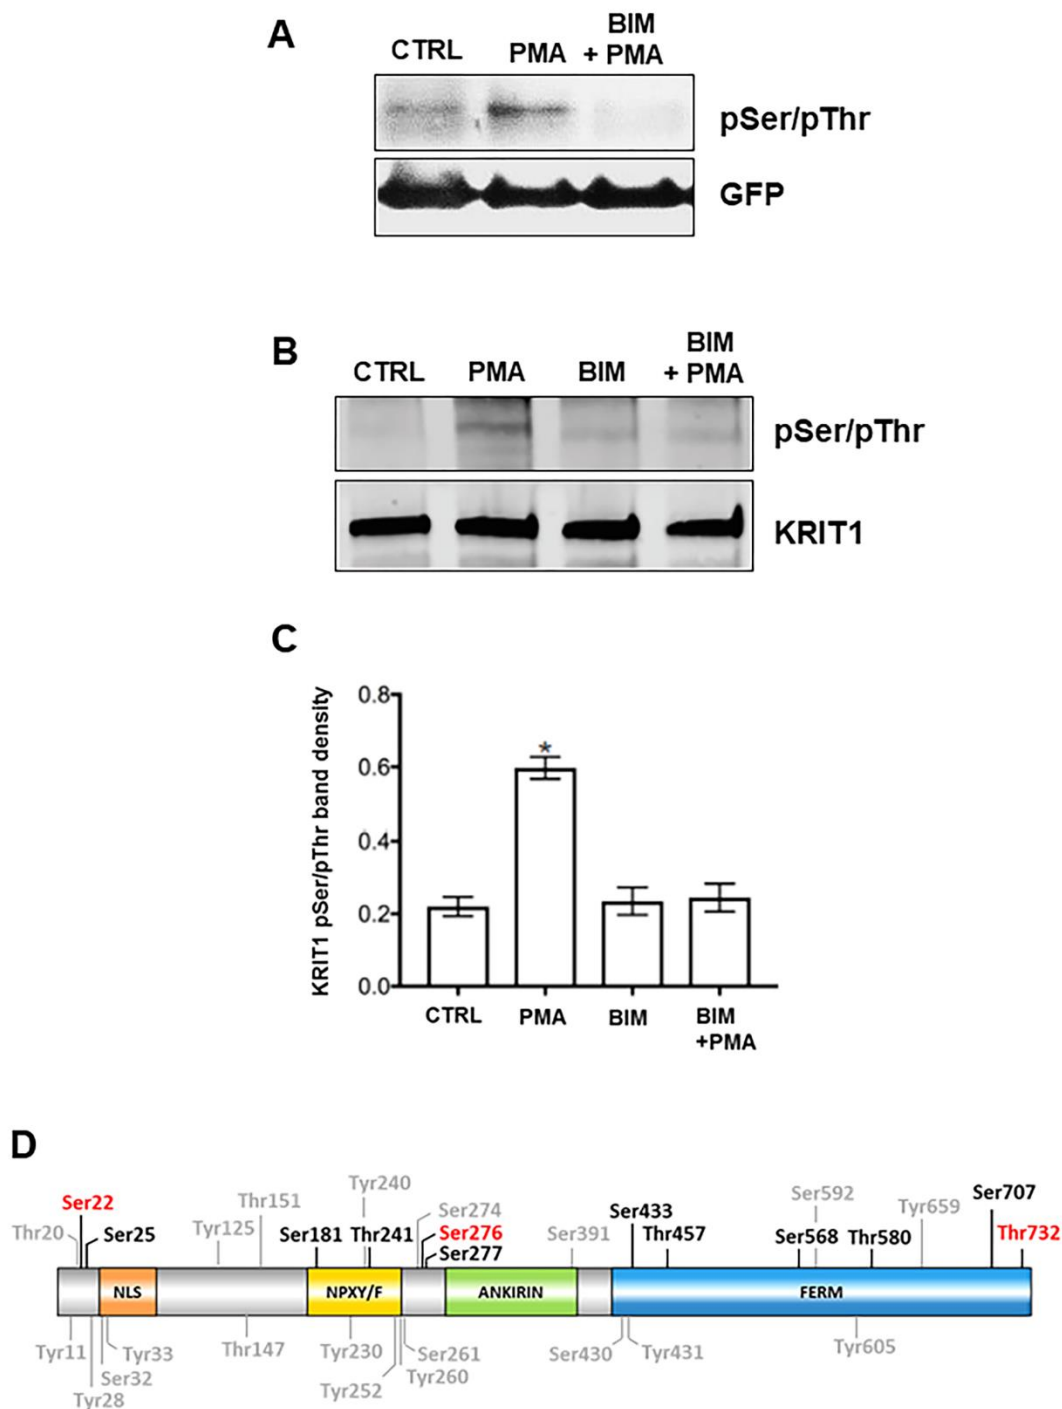 A
CTRL
PMA
BIM
+ PMA
pSer/pThr
GFP
B
CTRL
PMA
BIM
BIM
+ PMA
pSer/pThr
KRIT1
C
KRIT1 pSer/pThr band density
0.8
0.6
0.4
0.2
0.0
*
CTRL
PMA
BIM
BIM
+PMA
D
Thr20
Ser22
Ser25
Tyr125
Thr151
Ser181
Tyr240
Thr241
Ser274
Ser276
Ser277
Ser391
Ser433
Thr457
Ser568
Ser592
Thr580
Tyr659
Ser707
Thr732
NLS
NPXY/F
ANKIRIN
FERM
Tyr11
Tyr28
Ser32
Tyr33
Thr147
Tyr230
Tyr252
Tyr260
Ser261
Ser430
Tyr431
Tyr605